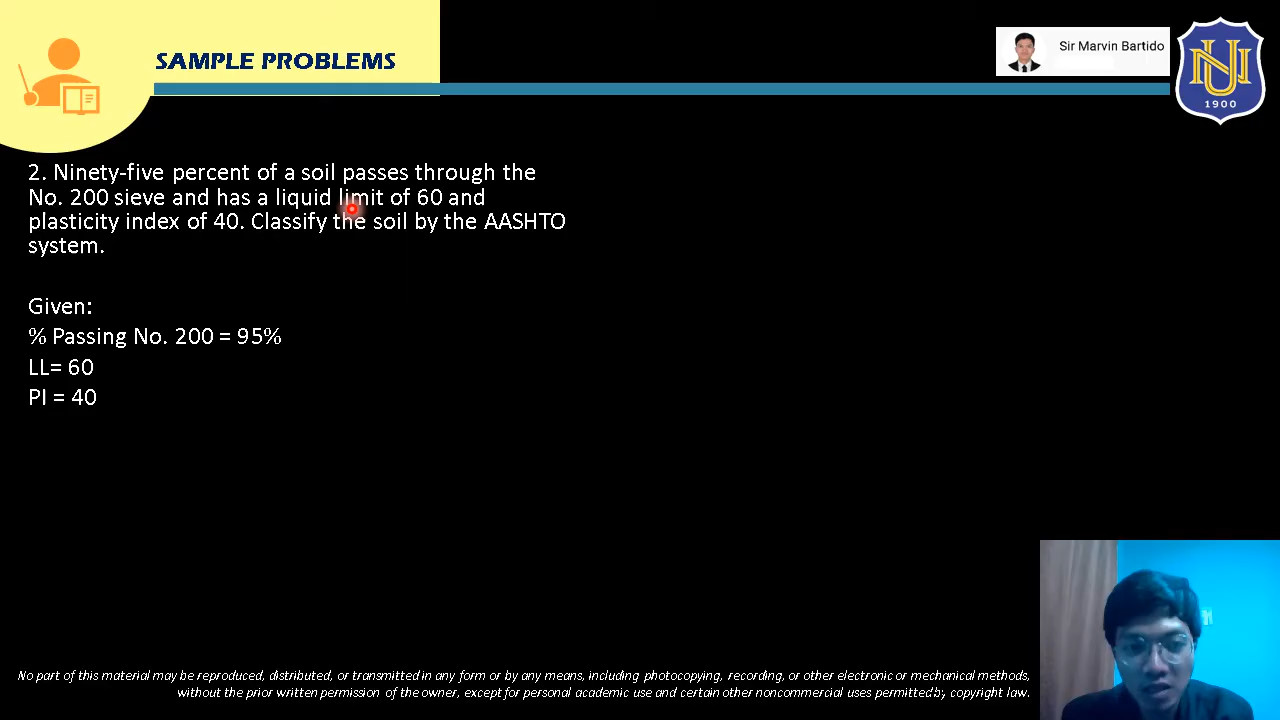 SAMPLE PROBLEMS
Sir Marvin Bartido
NU
1900
2. Ninety-five percent of a soil passes through the
No. 200 sieve and has a liquid limit of 60 and
plasticity index of 40. Classify the soil by the AASHTO
system.
Given:
% Passing No. 200 = 95%
LL= 60
PI = 40
No part of this material may be reproduced, distributed, or transmitted in any form or by any means, including photocopying, recording, or other electronic or mechanical methods,
without the prior written permission of the owner, except for personal academic use and certain other noncommercial uses permitted by copyright law.